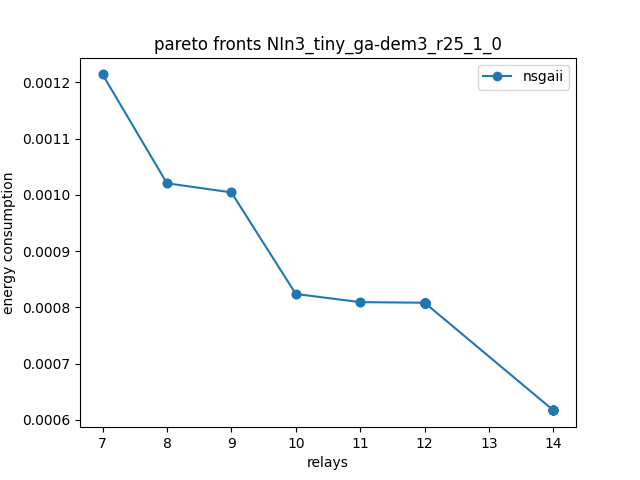 pareto fronts NIn3_tiny_ga-dem3_r25_1_0
nsgaii
energy consumption
0.0012
0.0011
0.0010
0.0009
0.0008
0.0007
0.0006
7 8 9 10 11 12 13 14
relays